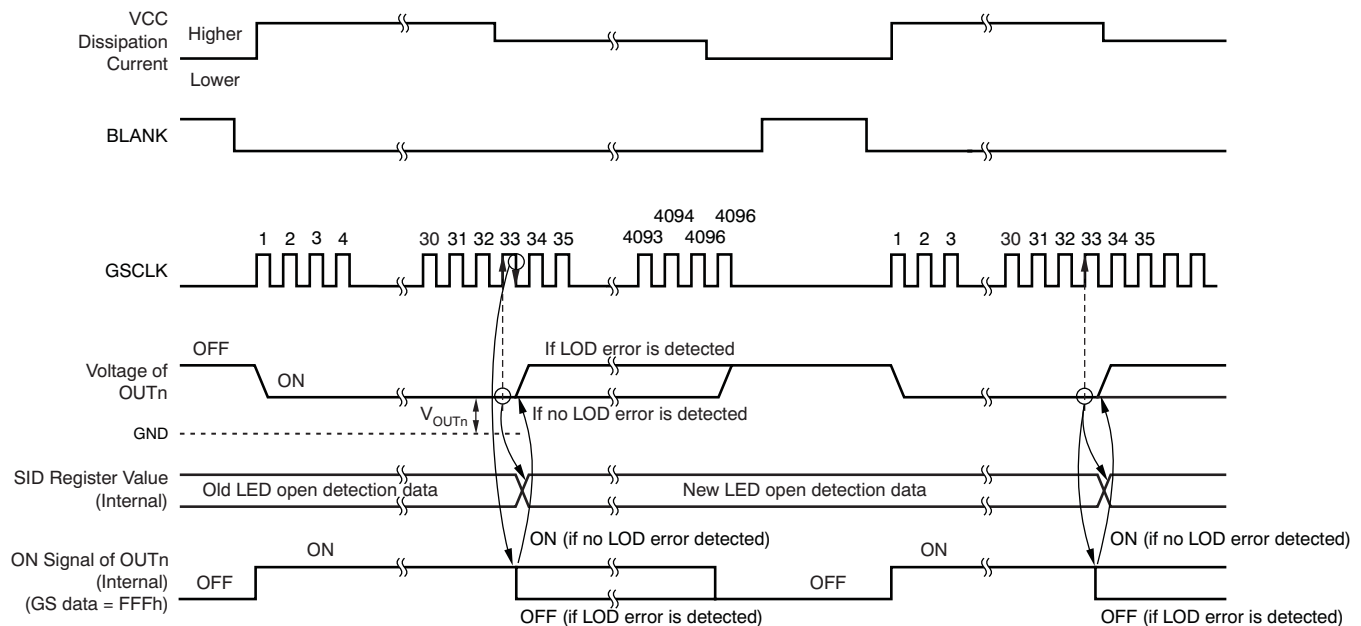 VCC
Dissipation
Current
Higher
Lower
BLANK
4094
4096
1 2 3 4
30 31 32 33 34 35
4093
4096
1 2 3
30 31 32 33 34 35
GSCLK
OFF
If LOD error is detected
Voltage of
OUTn
ON
VOUTn
If no LOD error is detected
GND
SID Register Value
(Internal)
Old LED open detection data
New LED open detection data
ON (if no LOD error detected)
ON (if no LOD error detected)
ON Signal of OUTn
(Internal)
(GS data = FFFh)
OFF
ON
OFF
ON
OFF (if LOD error is detected)
OFF (if LOD error is detected)